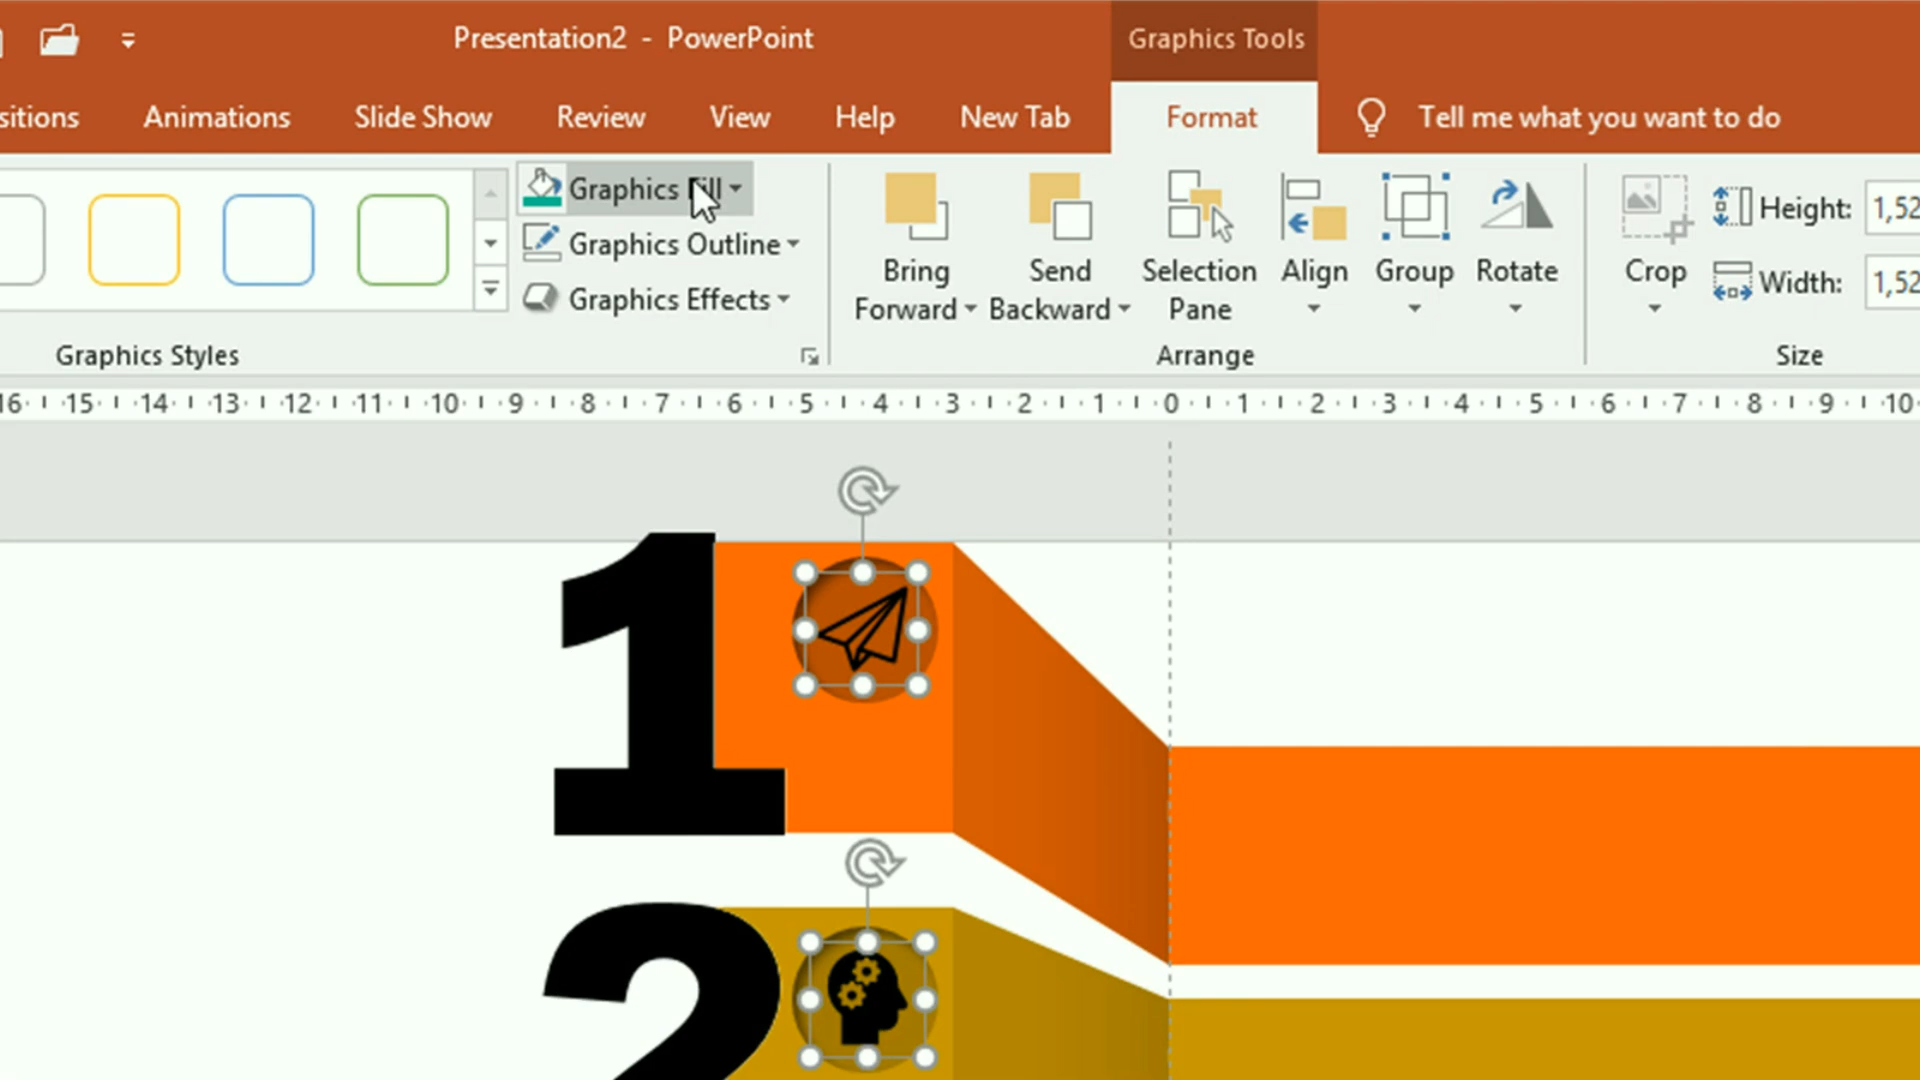 Presentation2 - PowerPoint
Graphics Tools
sitions Animations Slide Show Review View Help New Tab Format Tell me what you want to do
Graphics Fill
Graphics Outline
Graphics Effects
Graphics Styles
Bring Forward
Send Backward
Selection Pane
Align
Group
Rotate
Arrange
Crop
Height: 1,52
Width: 1,52
Size
16 15 14 13 12 11 10 9 8 7 6 5 4 3 2 1 0 1 2 3 4 5 6 7 8 9 10
1
2